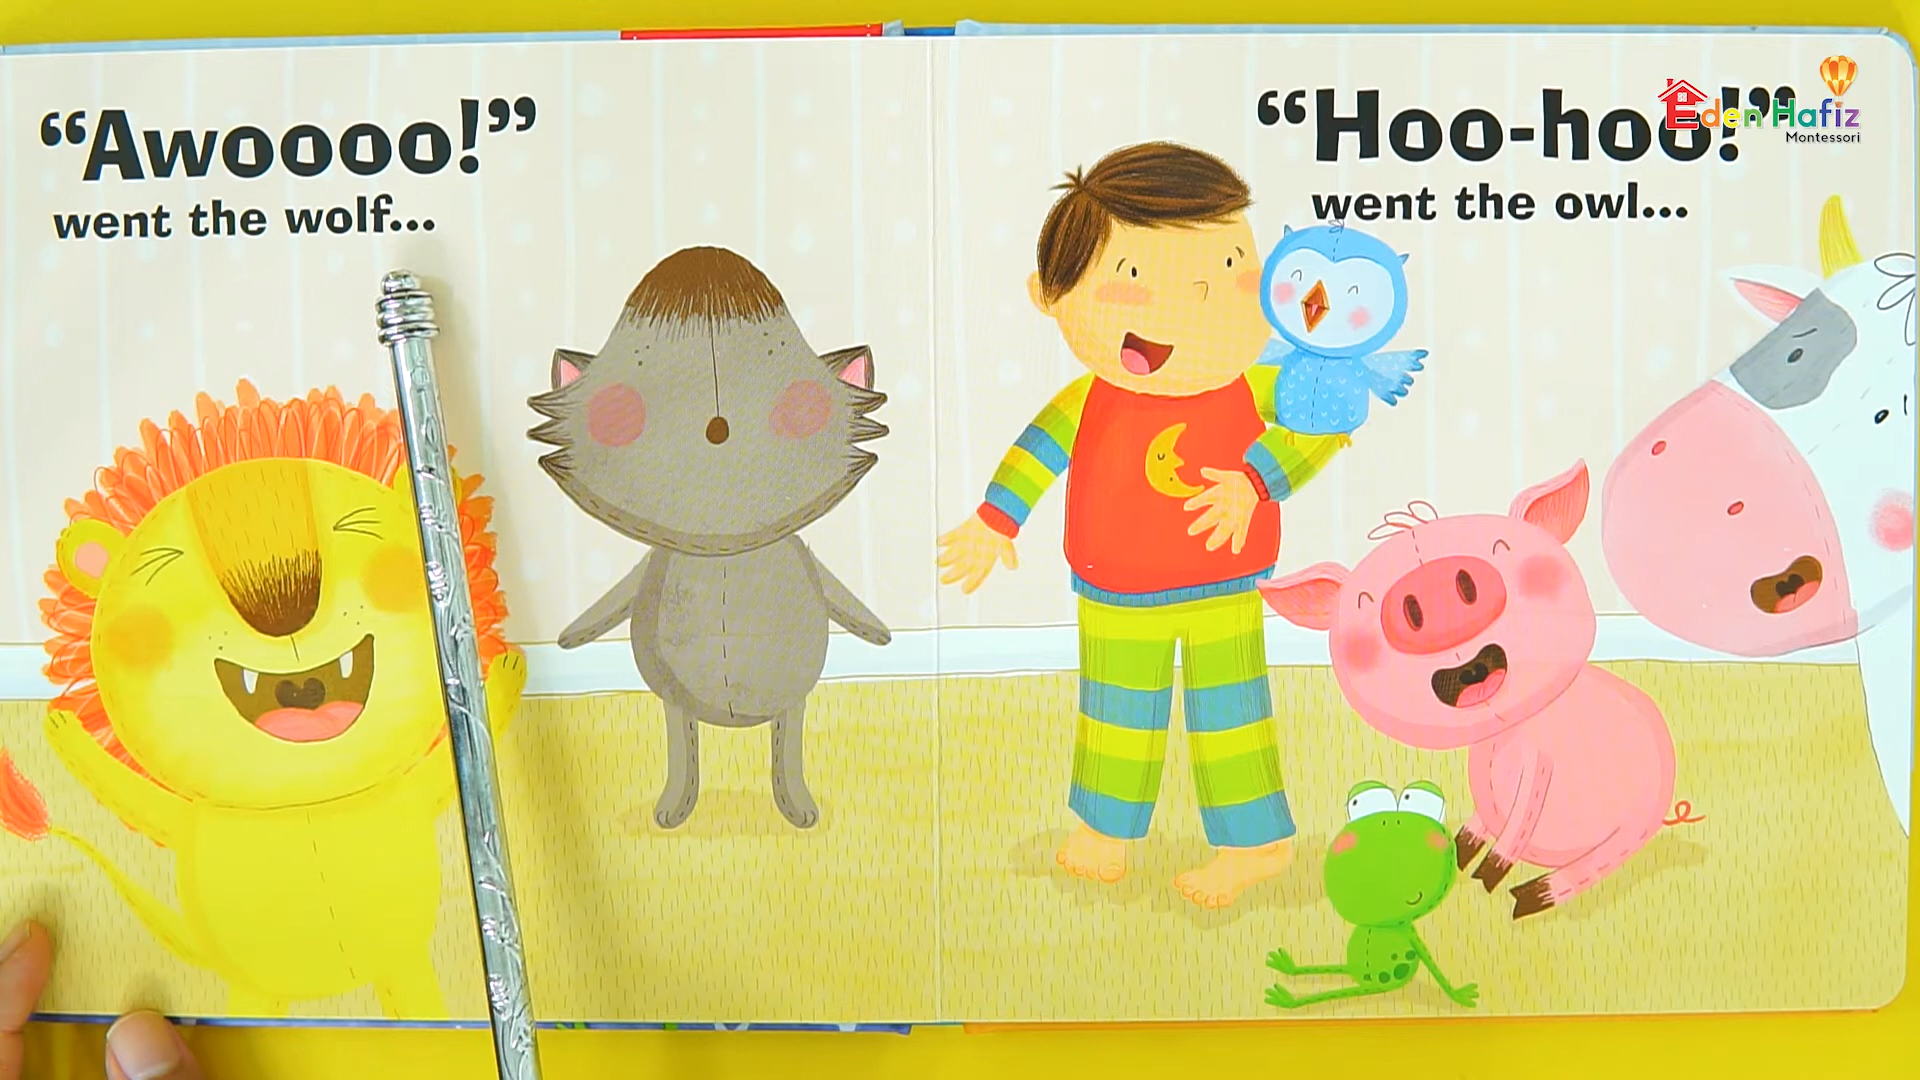 “Awoooo!”
went the wolf...
“Hoo-hoo!”
went the owl...
Eden Hafiz
Montessori